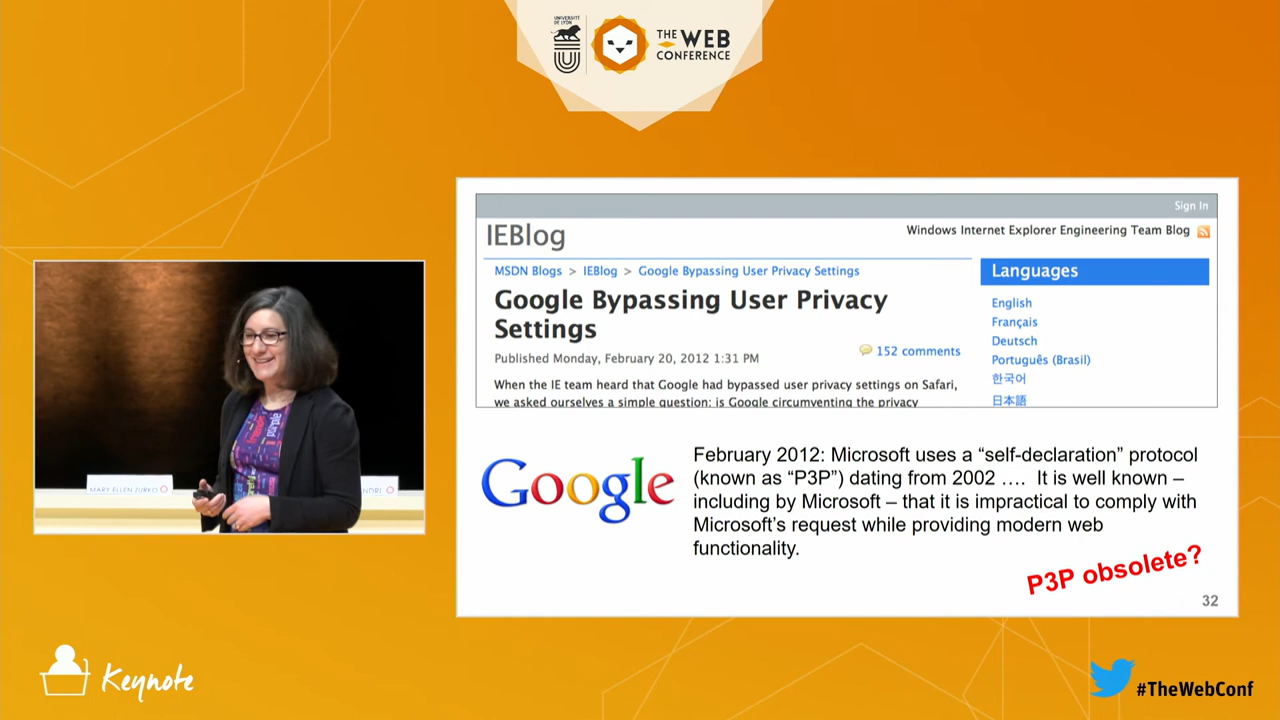 UNIVERSITÉ
DE LYON
THE WEB
CONFERENCE
MARY ELLEN ZURKO
NDRI
Sign In
IEBlog
Windows Internet Explorer Engineering Team Blog
MSDN Blogs > IEBlog > Google Bypassing User Privacy Settings
Google Bypassing User Privacy
Settings
Published Monday, February 20, 2012 1:31 PM
152 comments
When the IE team heard that Google had bypassed user privacy settings on Safari,
we asked ourselves a simple question: is Google circumventing the privacy
Languages
English
Français
Deutsch
Português (Brasil)
한국어
日本語
Google
February 2012: Microsoft uses a “self-declaration” protocol
(known as “P3P”) dating from 2002 …. It is well known –
including by Microsoft – that it is impractical to comply with
Microsoft’s request while providing modern web
functionality.
P3P obsolete?
32
Keynote
#TheWebConf